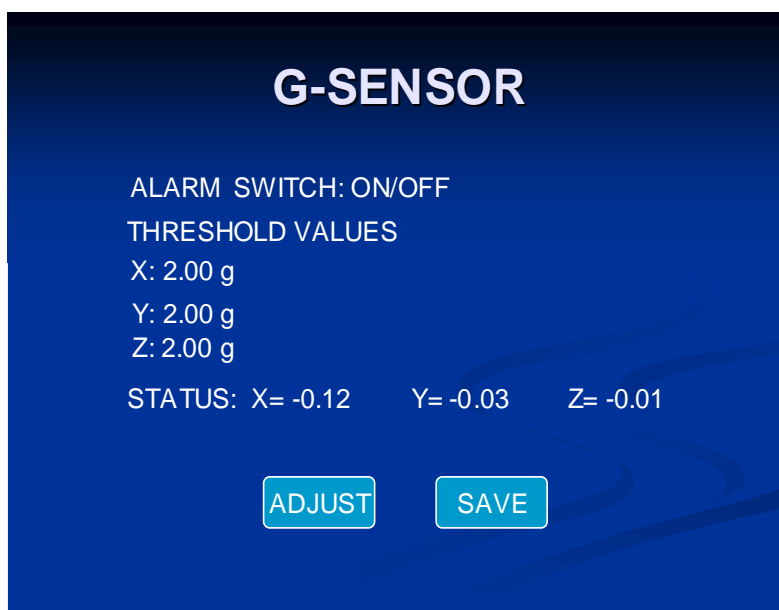 G-SENSOR
ALARM SWITCH: ON/OFF
THRESHOLD VALUES
X: 2.00 g
Y: 2.00 g
Z: 2.00 g
STATUS: X= -0.12 Y= -0.03 Z= -0.01
ADJUST SAVE